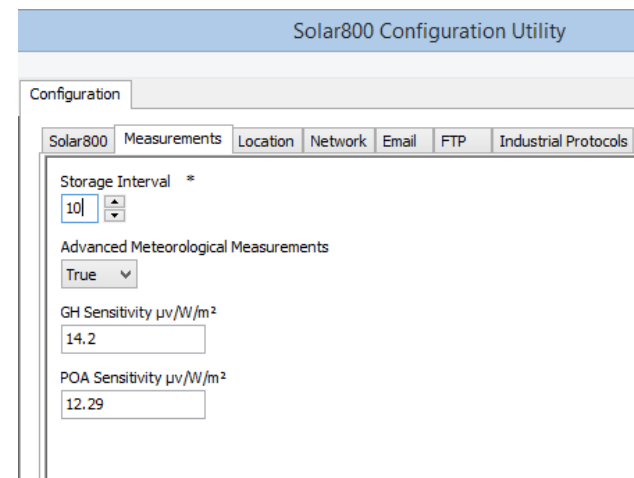 Solar800 Configuration Utility
Configuration
Solar800 Measurements Location Network Email FTP Industrial Protocols
Storage Interval *
10
Advanced Meteorological Measurements
True
GH Sensitivity µv/W/m²
14.2
POA Sensitivity µv/W/m²
12.29